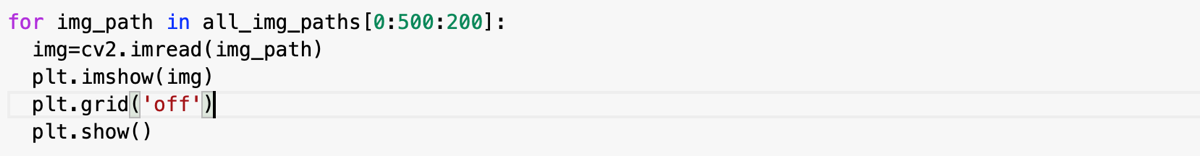 for img_path in all_img_paths[0:500:200]:
  img=cv2.imread(img_path)
  plt.imshow(img)
  plt.grid('off')
  plt.show()